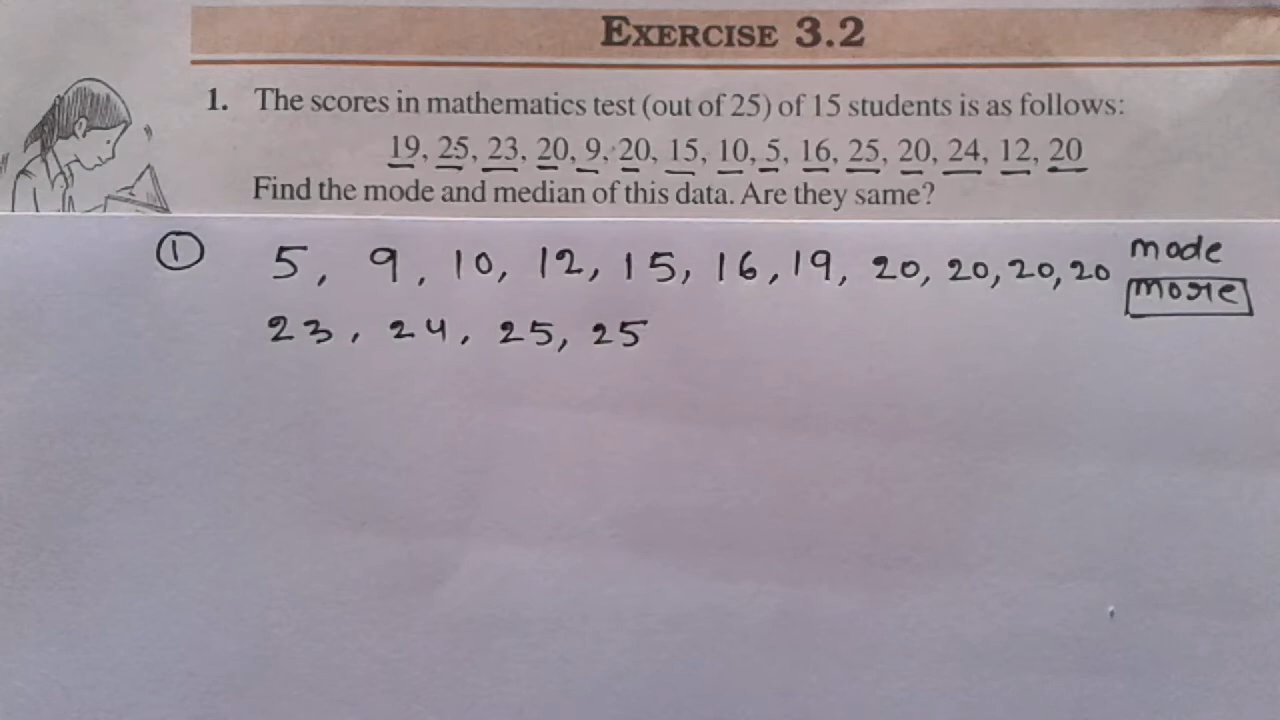 EXERCISE 3.2
1. The scores in mathematics test (out of 25) of 15 students is as follows:
19, 25, 23, 20, 9, 20, 15, 10, 5, 16, 25, 20, 24, 12, 20
Find the mode and median of this data. Are they same?
① 5, 9, 10, 12, 15, 16, 19, 20, 20, 20, 20
mode
more
23, 24, 25, 25